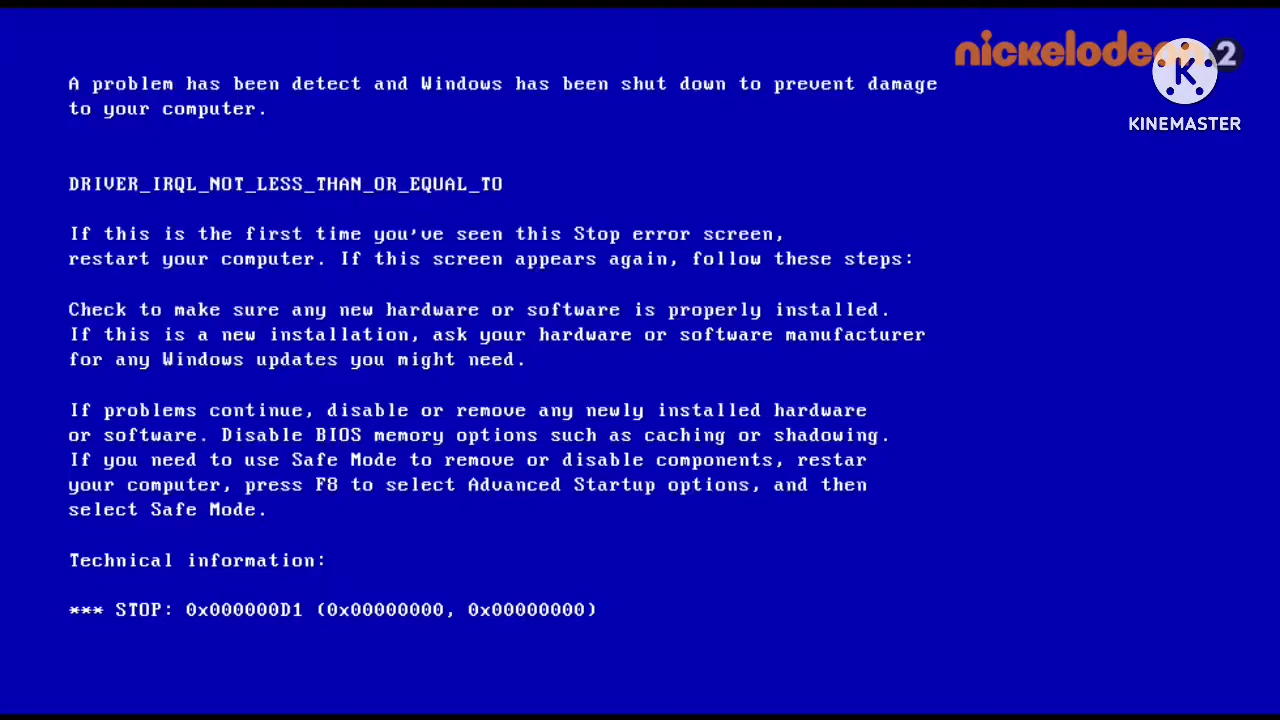 nickelode 2
K
KINEMASTER
A problem has been detect and Windows has been shut down to prevent damage
to your computer.
DRIVER_IRQL_NOT_LESS_THAN_OR_EQUAL_TO
If this is the first time you've seen this Stop error screen,
restart your computer. If this screen appears again, follow these steps:
Check to make sure any new hardware or software is properly installed.
If this is a new installation, ask your hardware or software manufacturer
for any Windows updates you might need.
If problems continue, disable or remove any newly installed hardware
or software. Disable BIOS memory options such as caching or shadowing.
If you need to use Safe Mode to remove or disable components, restar
your computer, press F8 to select Advanced Startup options, and then
select Safe Mode.
Technical information:
*** STOP: 0x000000D1 (0x00000000, 0x00000000)